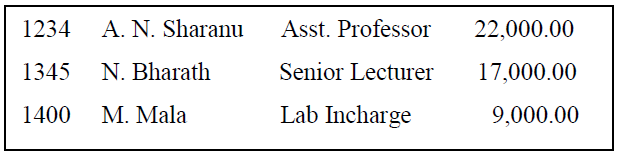 1234 A. N. Sharanu Asst. Professor 22,000.00
1345 N. Bharath Senior Lecturer 17,000.00
1400 M. Mala Lab Incharge 9,000.00